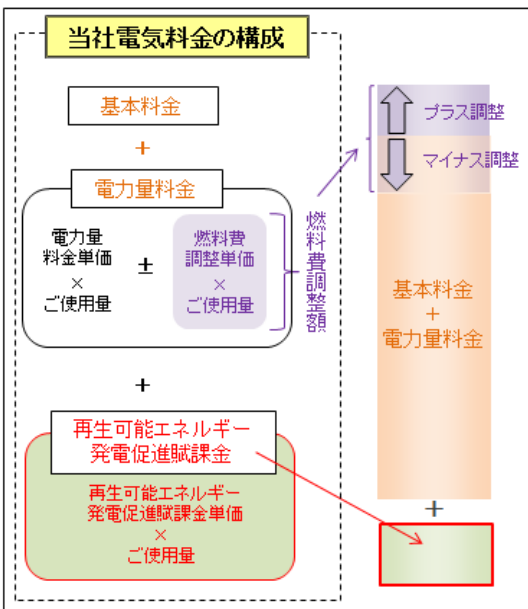 当社電気料金の構成
基本料金
+
電力量料金
電力量
料金単価
×
ご使用量
±
燃料費
調整単価
×
ご使用量
燃料費調整額
+
再生可能エネルギー
発電促進賦課金
再生可能エネルギー
発電促進賦課金単価
×
ご使用量
プラス調整
マイナス調整
基本料金
+
電力量料金
+